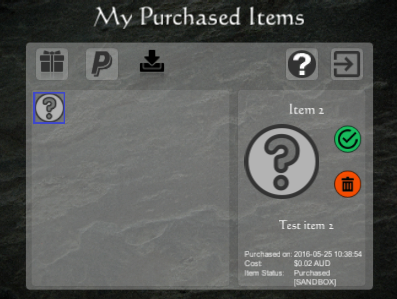 My Purchased Items
Item 2
Test item 2
Purchased on: 2016-05-25 10:38:54
Cost: $0.02 AUD
Item Status: Purchased
[SANDBOX]